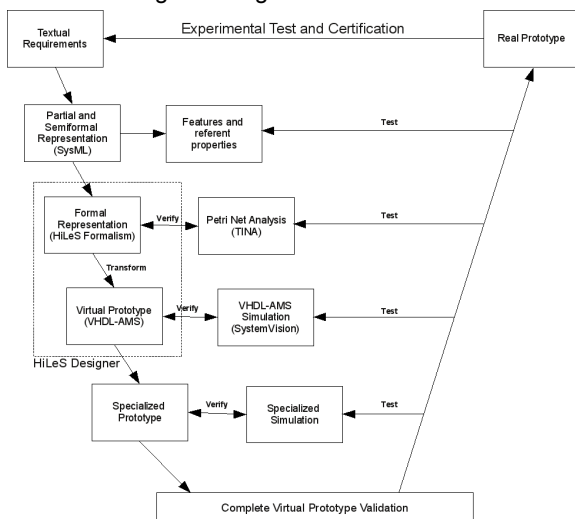 Textual
Requirements
Experimental Test and Certification
Real Prototype
Partial and
Semiformal
Representation
(SysML)
Features and
referent
properties
Test
Formal
Representation
(HiLeS Formalism)
Verify
Petri Net Analysis
(TINA)
Test
Transform
Virtual Prototype
(VHDL-AMS)
Verify
VHDL-AMS
Simulation
(SystemVision)
Test
HiLeS Designer
Specialized
Prototype
Verify
Specialized
Simulation
Test
Complete Virtual Prototype Validation